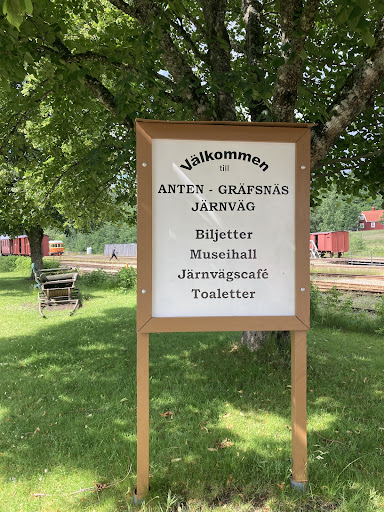 Välkommen
till
ANTEN - GRÄFSNÄS
JÄRNVÄG
Biljetter
Museihall
Järnvägscafé
Toaletter